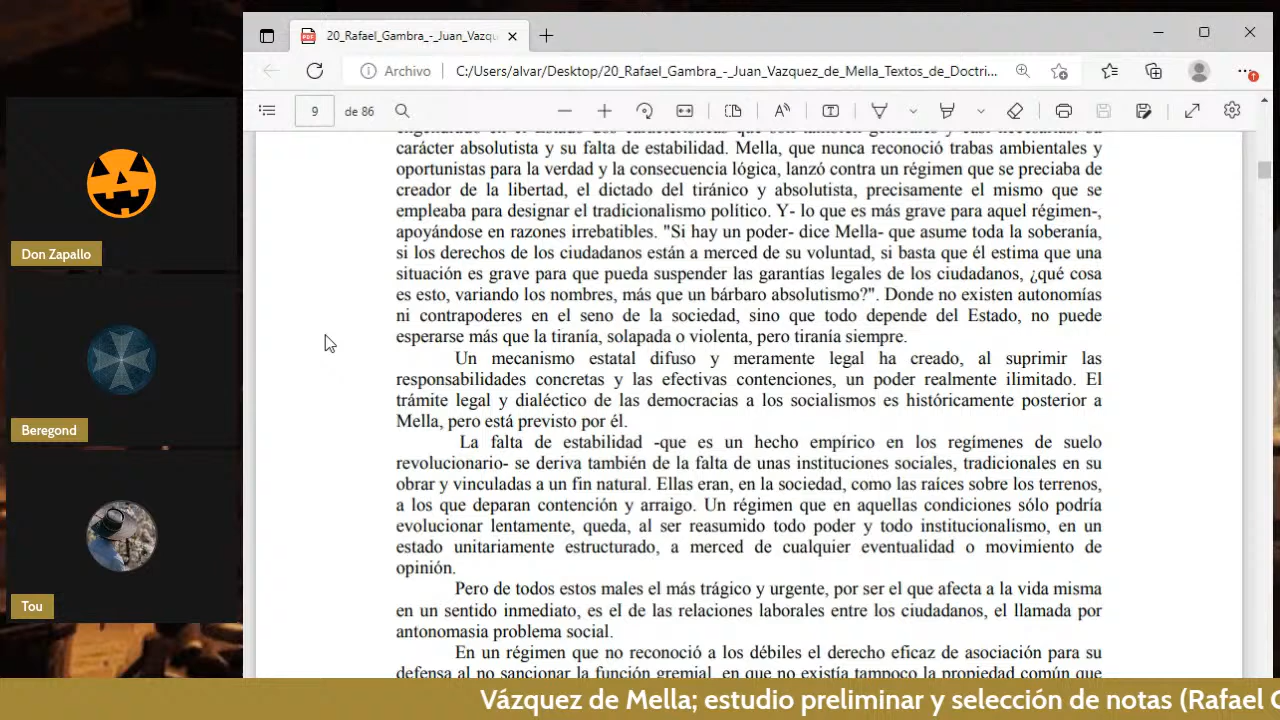 20_Rafael_Gambra_-_Juan_Vazqu
Archivo
C:/Users/alvar/Desktop/20_Rafael_Gambra_-_Juan_Vazquez_de_Mella_Textos_de_Doctri...
9 de 86
Don Zapallo
Beregond
Tou
carácter absolutista y su falta de estabilidad. Mella, que nunca reconoció trabas ambientales y
oportunistas para la verdad y la consecuencia lógica, lanzó contra un régimen que se preciaba de
creador de la libertad, el dictado del tiránico y absolutista, precisamente el mismo que se
empleaba para designar el tradicionalismo político. Y- lo que es más grave para aquel régimen-,
apoyándose en razones irrebatibles. "Si hay un poder- dice Mella- que asume toda la soberanía,
si los derechos de los ciudadanos están a merced de su voluntad, si basta que él estima que una
situación es grave para que pueda suspender las garantías legales de los ciudadanos, ¿qué cosa
es esto, variando los nombres, más que un bárbaro absolutismo?". Donde no existen autonomías
ni contrapoderes en el seno de la sociedad, sino que todo depende del Estado, no puede
esperarse más que la tiranía, solapada o violenta, pero tiranía siempre.
Un mecanismo estatal difuso y meramente legal ha creado, al suprimir las
responsabilidades concretas y las efectivas contenciones, un poder realmente ilimitado. El
trámite legal y dialéctico de las democracias a los socialismos es históricamente posterior a
Mella, pero está previsto por él.
La falta de estabilidad -que es un hecho empírico en los regímenes de suelo
revolucionario- se deriva también de la falta de unas instituciones sociales, tradicionales en su
obrar y vinculadas a un fin natural. Ellas eran, en la sociedad, como las raíces sobre los terrenos,
a los que deparan contención y arraigo. Un régimen que en aquellas condiciones sólo podría
evolucionar lentamente, queda, al ser reasumido todo poder y todo institucionalismo, en un
estado unitariamente estructurado, a merced de cualquier eventualidad o movimiento de
opinión.
Pero de todos estos males el más trágico y urgente, por ser el que afecta a la vida misma
en un sentido inmediato, es el de las relaciones laborales entre los ciudadanos, el llamada por
antonomasia problema social.
En un régimen que no reconoció a los débiles el derecho eficaz de asociación para su
defensa al no sancionar la función gremial, en que no existía tampoco la propiedad común que
Vázquez de Mella; estudio preliminar y selección de notas (Rafael